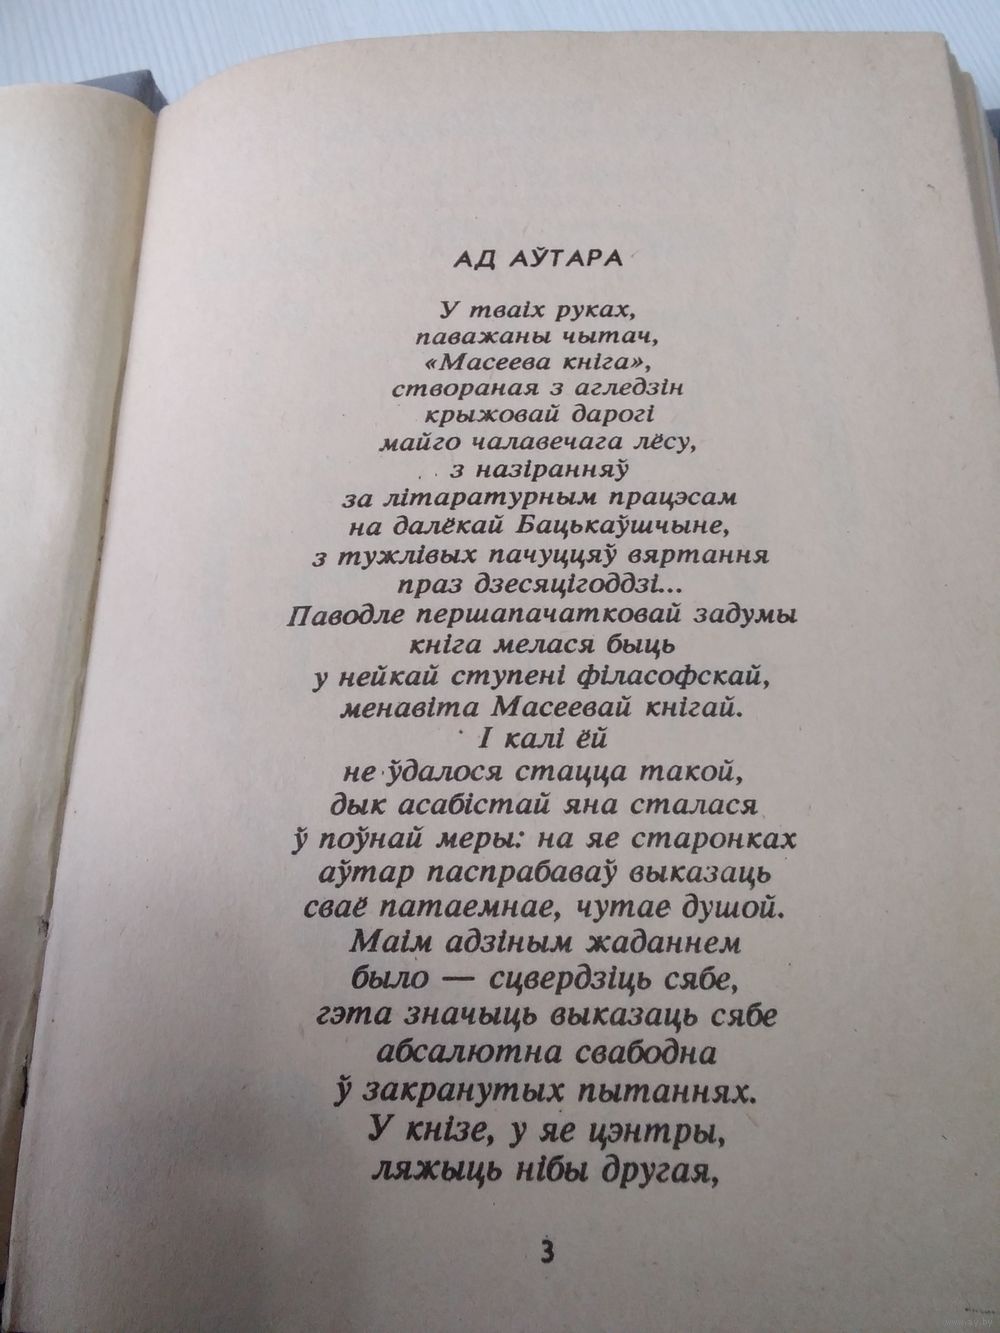 АД АЎТАРА
У тваіх руках,
паважаны чытач,
«Масеева кніга»,
створаная з агледзін
крыжовай дарогі
майго чалавечага лёсу,
з назіранняў
за літаратурным працэсам
на далёкай Бацькаўшчыне,
з тужлівых пачуццяў вяртання
праз дзесяцігоддзі...
Паводле першапачатковай задумы
кніга мелася быць
у нейкай ступені філасофскай,
менавіта Масеевай кнігай.
І калі ёй
не ўдалося стацца такой,
дык асабістай яна сталася
ў поўнай меры: на яе старонках
аўтар паспрабаваў выказаць
сваё патаемнае, чутае душой.
Маім адзіным жаданнем
было — сцвердзіць сябе,
гэта значыць выказаць сябе
абсалютна свабодна
ў закранутых пытаннях.
У кнізе, у яе цэнтры,
ляжыць нібы другая,
3